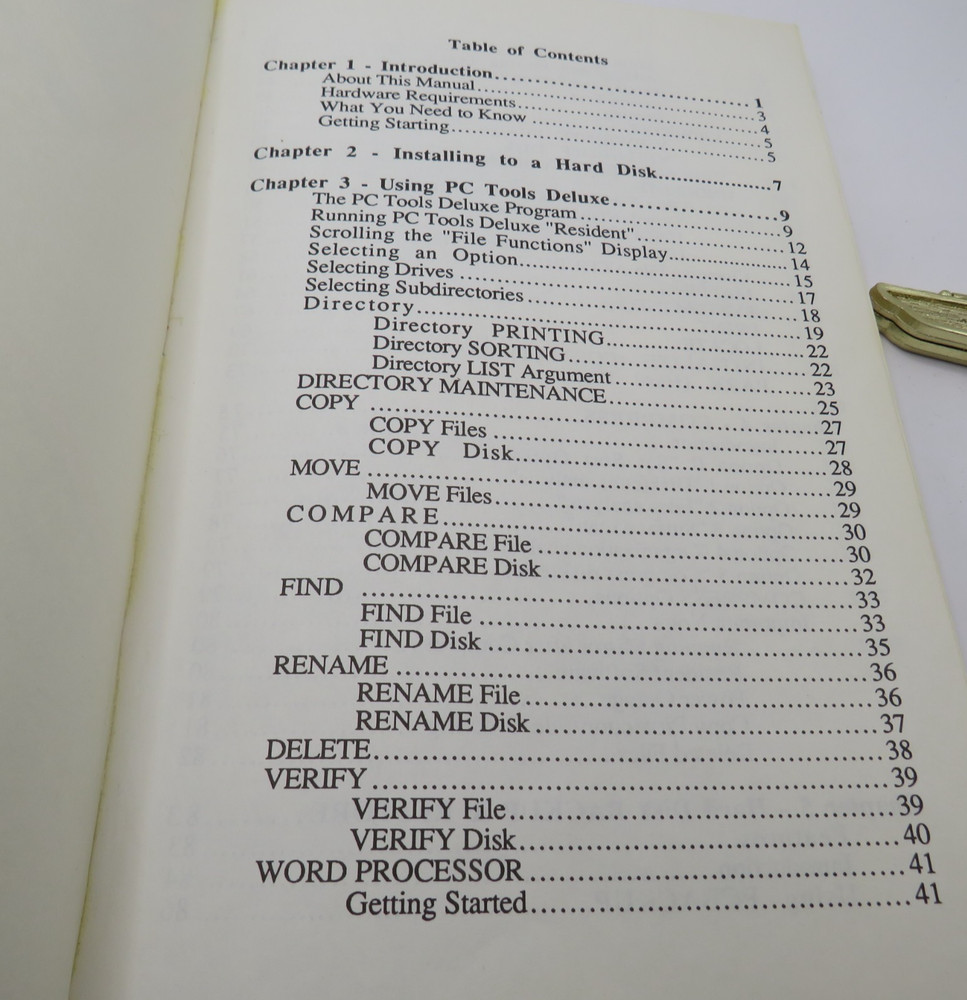 Table of Contents
Chapter 1 - Introduction..............................1
About This Manual..............................3
Hardware Requirements..............................4
What You Need to Know ..............................5
Getting Starting..............................5
Chapter 2 - Installing to a Hard Disk...................7
Chapter 3 - Using PC Tools Deluxe.........................9
The PC Tools Deluxe Program .........................9
Running PC Tools Deluxe "Resident"....................12
Scrolling the "File Functions" Display....................14
Selecting an Option..............................15
Selecting Drives ..............................17
Selecting Subdirectories ..............................18
Directory..............................19
Directory PRINTING..............................22
Directory SORTING..............................22
Directory LIST Argument ..............................23
DIRECTORY MAINTENANCE..............................25
COPY ..............................27
COPY Files ..............................27
COPY Disk..............................28
MOVE ..............................29
MOVE Files..............................29
COMPARE..............................30
COMPARE File ..............................30
COMPARE Disk ..............................32
FIND ..............................33
FIND File ..............................33
FIND Disk ..............................35
RENAME ..............................36
RENAME File ..............................36
RENAME Disk ..............................37
DELETE..............................38
VERIFY ..............................39
VERIFY File..............................39
VERIFY Disk..............................40
WORD PROCESSOR ..............................41
Getting Started..............................41